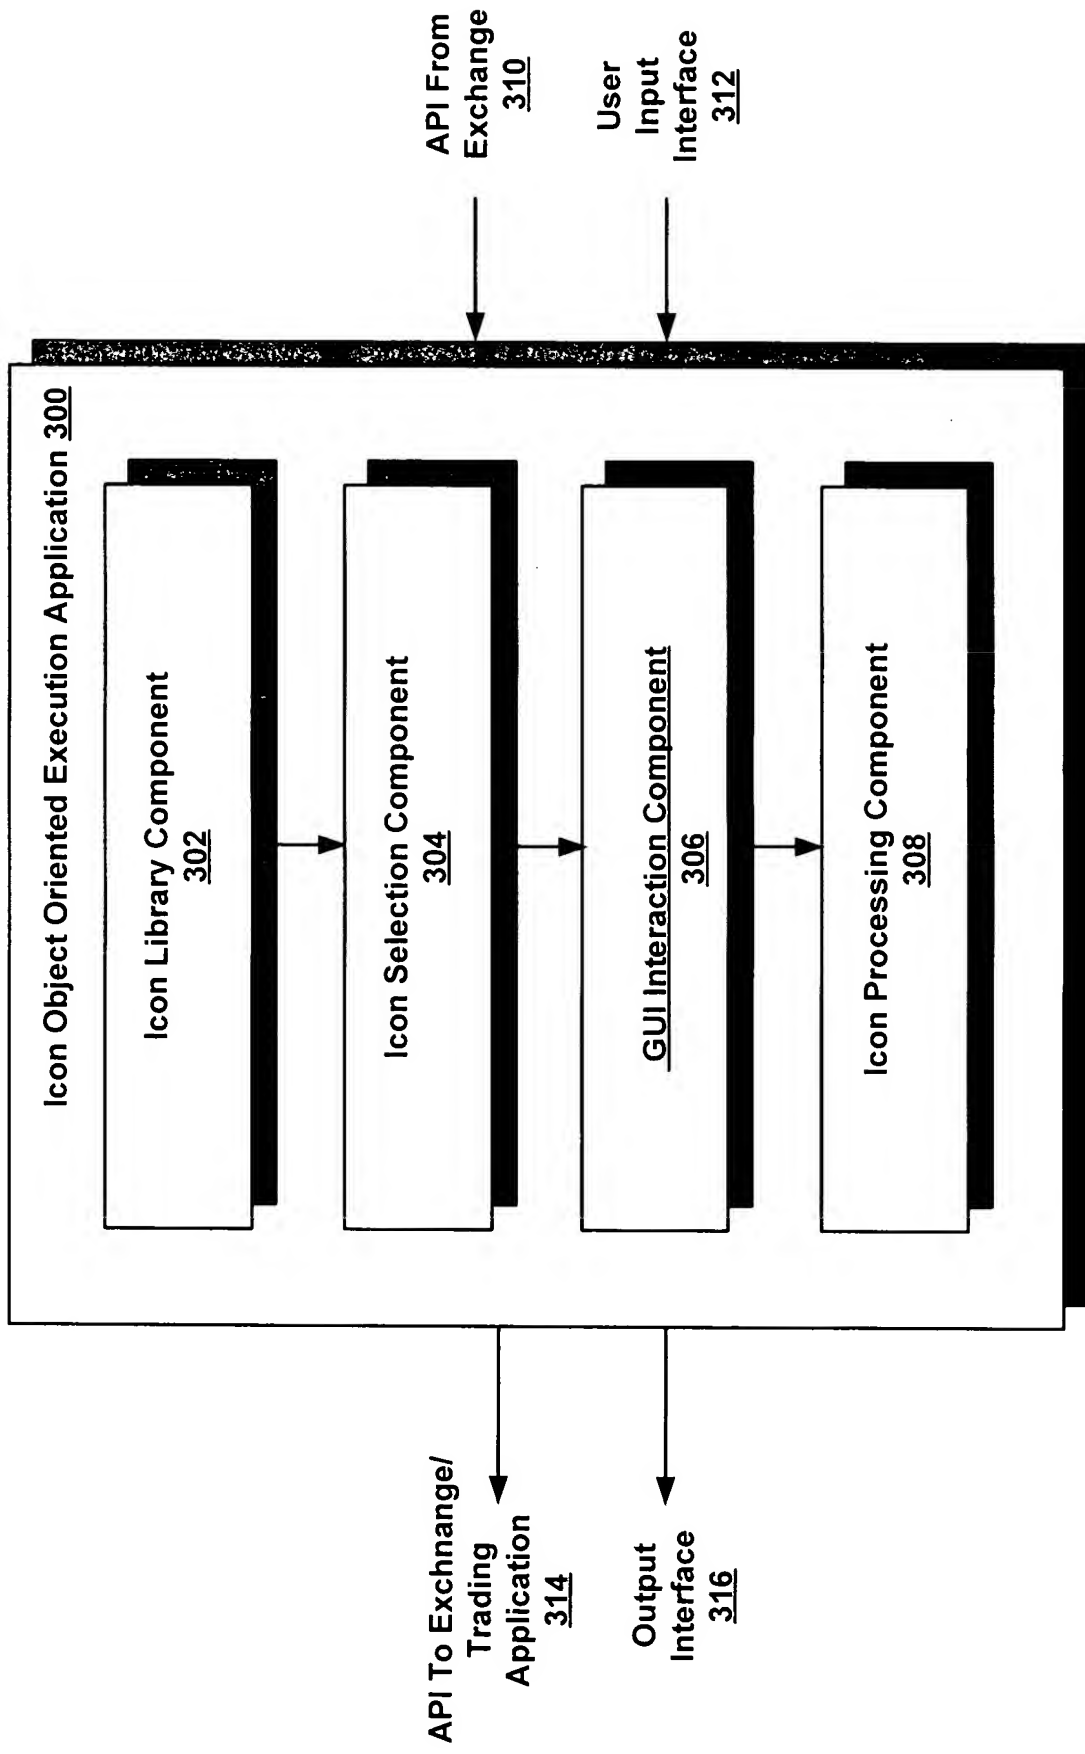 Icon Object Oriented Execution Application 300
Icon Library Component
302
Icon Selection Component
304
GUI Interaction Component
306
Icon Processing Component
308
API From
Exchange
310
User
Input
Interface
312
API To Exchnange/
Trading
Application
314
Output
Interface
316